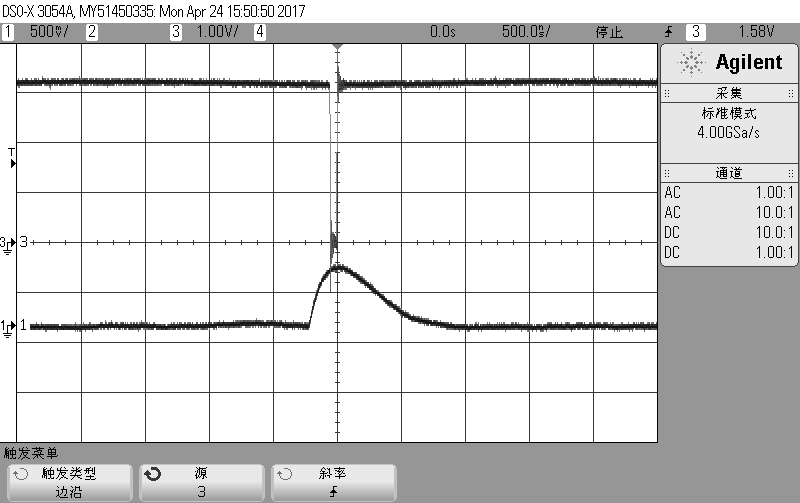 DSO-X 3054A, MY51450335: Mon Apr 24 15:50:50 2017
1 500㎷/ 2 3 1.00V/ 4 0.0s 500.0㎱/ 停止 3 1.58V
Agilent
采集
标准模式
4.00GSa/s
通道
AC 1.00:1
AC 10.0:1
DC 10.0:1
DC 1.00:1
T
3 3
1 1
触发菜单
触发类型 源 斜率
边沿 3